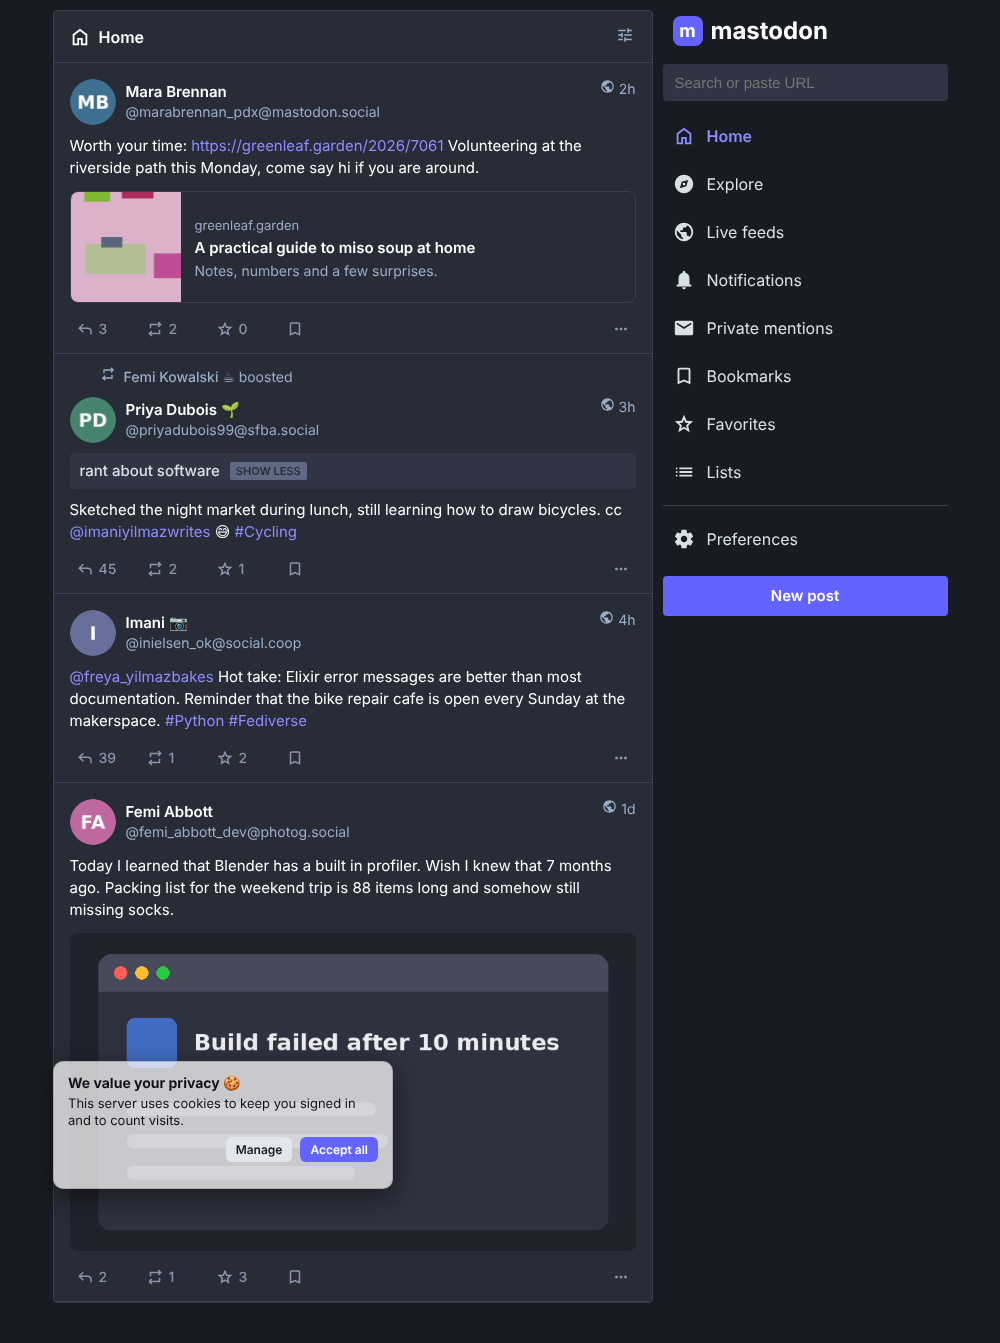 Home
MB
Mara Brennan
@marabrennan_pdx@mastodon.social
2h
Worth your time: https://greenleaf.garden/2026/7061 Volunteering at the
riverside path this Monday, come say hi if you are around.
greenleaf.garden
A practical guide to miso soup at home
Notes, numbers and a few surprises.
3 2 0
Femi Kowalski ☕ boosted
PD
Priya Dubois 🌱
@priyadubois99@sfba.social
3h
rant about software SHOW LESS
Sketched the night market during lunch, still learning how to draw bicycles. cc
@imaniyilmazwrites 😅 #Cycling
45 2 1
I
Imani 📷
@inielsen_ok@social.coop
4h
@freya_yilmazbakes Hot take: Elixir error messages are better than most
documentation. Reminder that the bike repair cafe is open every Sunday at the
makerspace. #Python #Fediverse
39 1 2
FA
Femi Abbott
@femi_abbott_dev@photog.social
1d
Today I learned that Blender has a built in profiler. Wish I knew that 7 months
ago. Packing list for the weekend trip is 88 items long and somehow still
missing socks.
Build failed after 10 minutes
We value your privacy 🍪
This server uses cookies to keep you signed in
and to count visits.
Manage Accept all
2 1 3
m mastodon
Search or paste URL
Home
Explore
Live feeds
Notifications
Private mentions
Bookmarks
Favorites
Lists
Preferences
New post